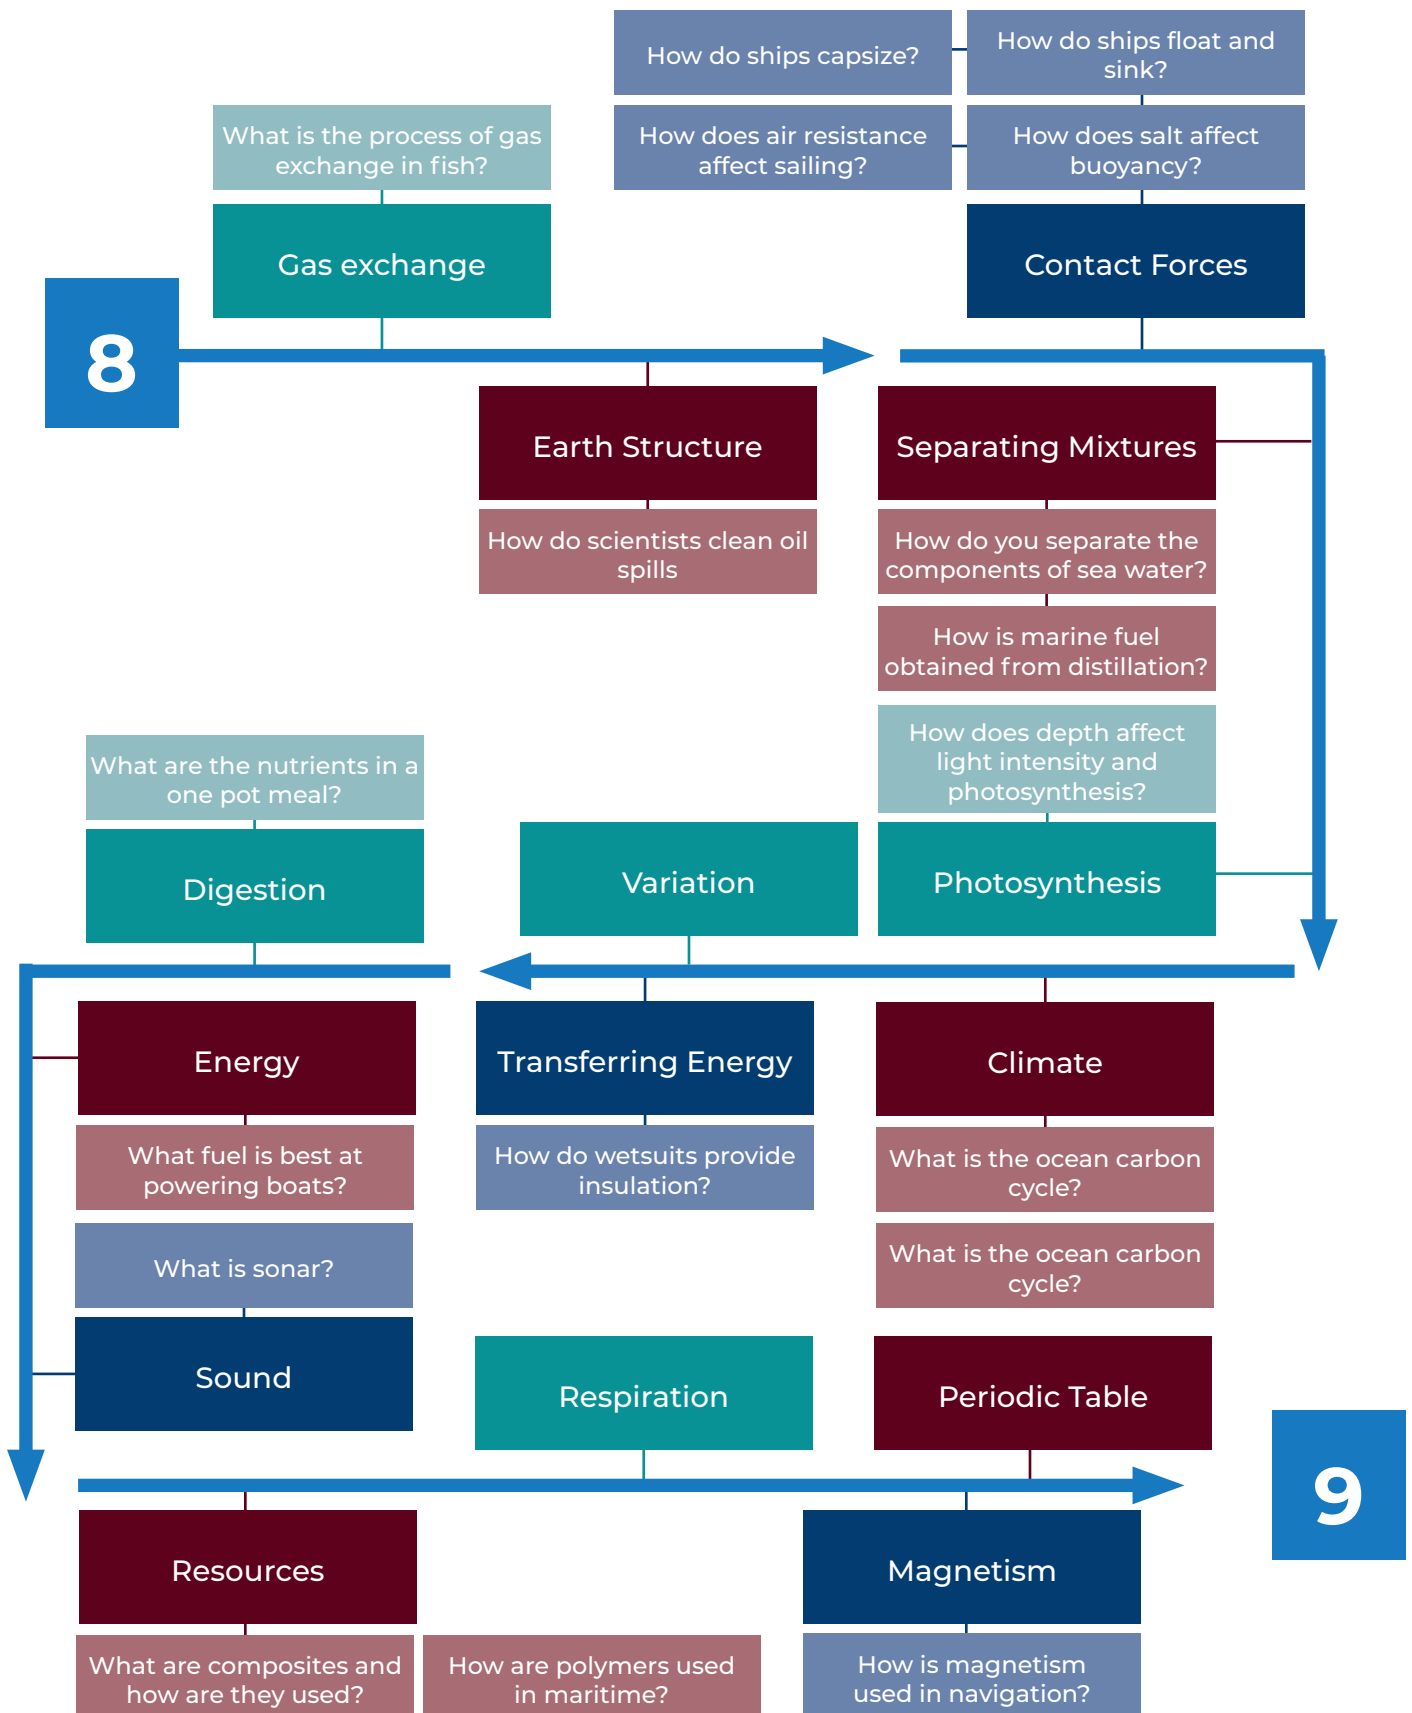 How do ships capsize?
How do ships float and
sink?
What is the process of gas
exchange in fish?
How does air resistance
affect sailing?
How does salt affect
buoyancy?
Gas exchange
Contact Forces
8
Earth Structure
Separating Mixtures
How do scientists clean oil
spills
How do you separate the
components of sea water?
How is marine fuel
obtained from distillation?
How does depth affect
light intensity and
photosynthesis?
What are the nutrients in a
one pot meal?
Digestion
Variation
Photosynthesis
Energy
Transferring Energy
Climate
What fuel is best at
powering boats?
How do wetsuits provide
insulation?
What is the ocean carbon
cycle?
What is sonar?
What is the ocean carbon
cycle?
Sound
Respiration
Periodic Table
9
Resources
Magnetism
What are composites and
how are they used?
How are polymers used
in maritime?
How is magnetism
used in navigation?